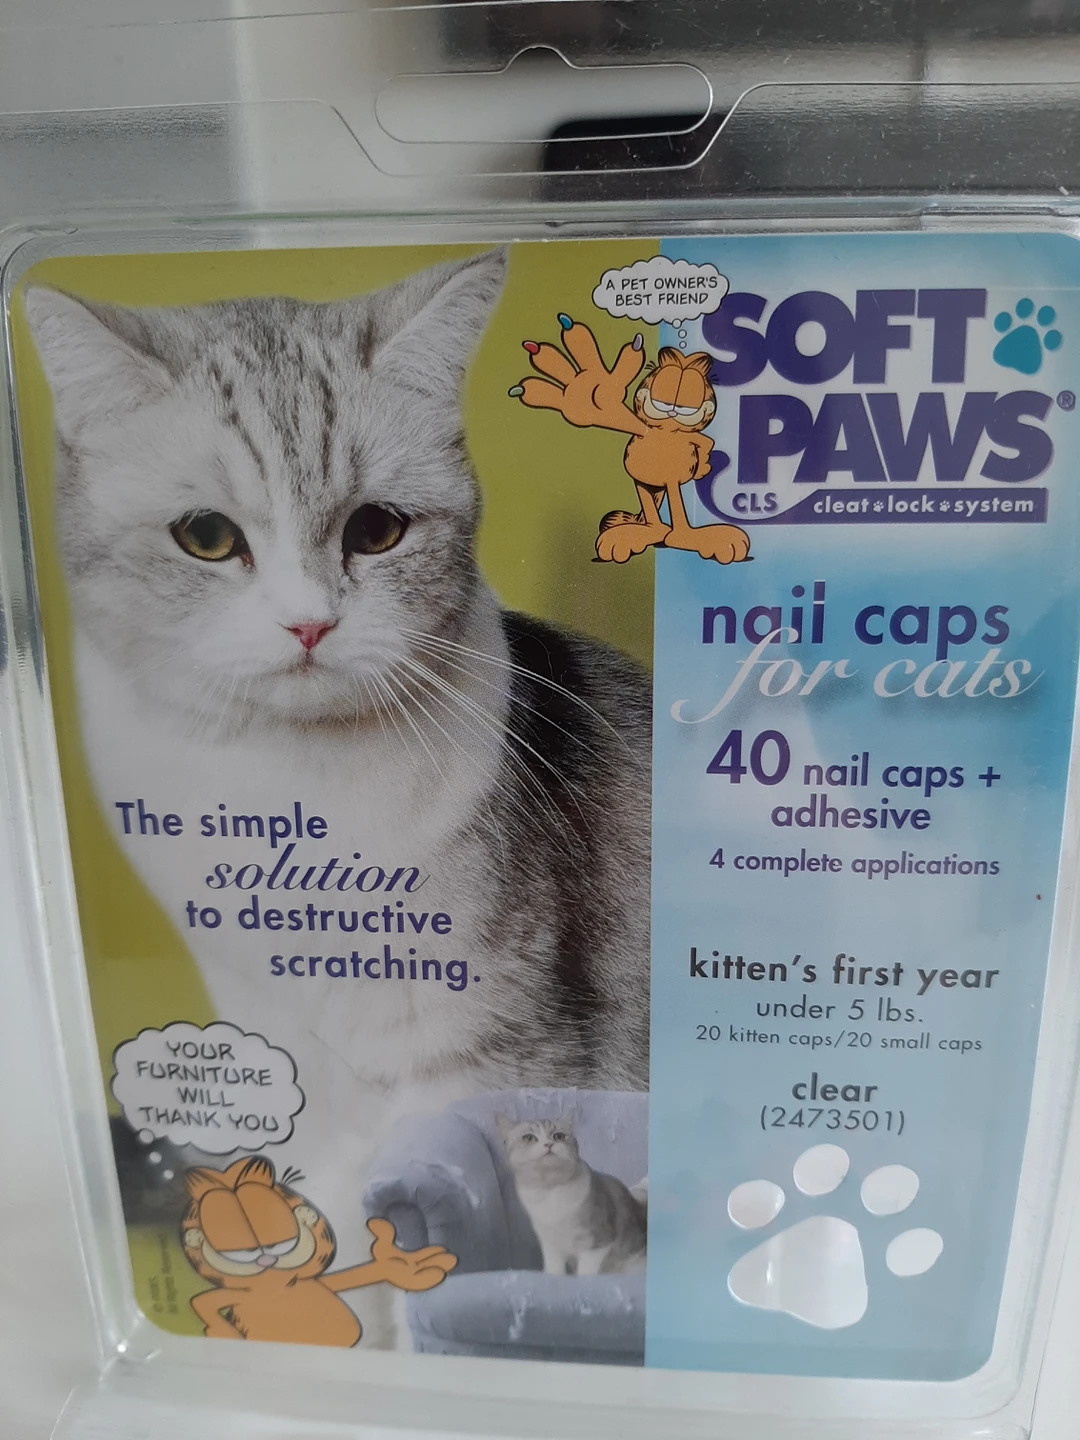 A PET OWNER'S
BEST FRIEND
SOFT
PAWS®
CLS cleat lock system
nail caps
for cats
40 nail caps +
adhesive
4 complete applications
kitten's first year
under 5 lbs.
20 kitten caps/20 small caps
clear
(2473501)
The simple
solution
to destructive
scratching.
YOUR
FURNITURE
WILL
THANK YOU